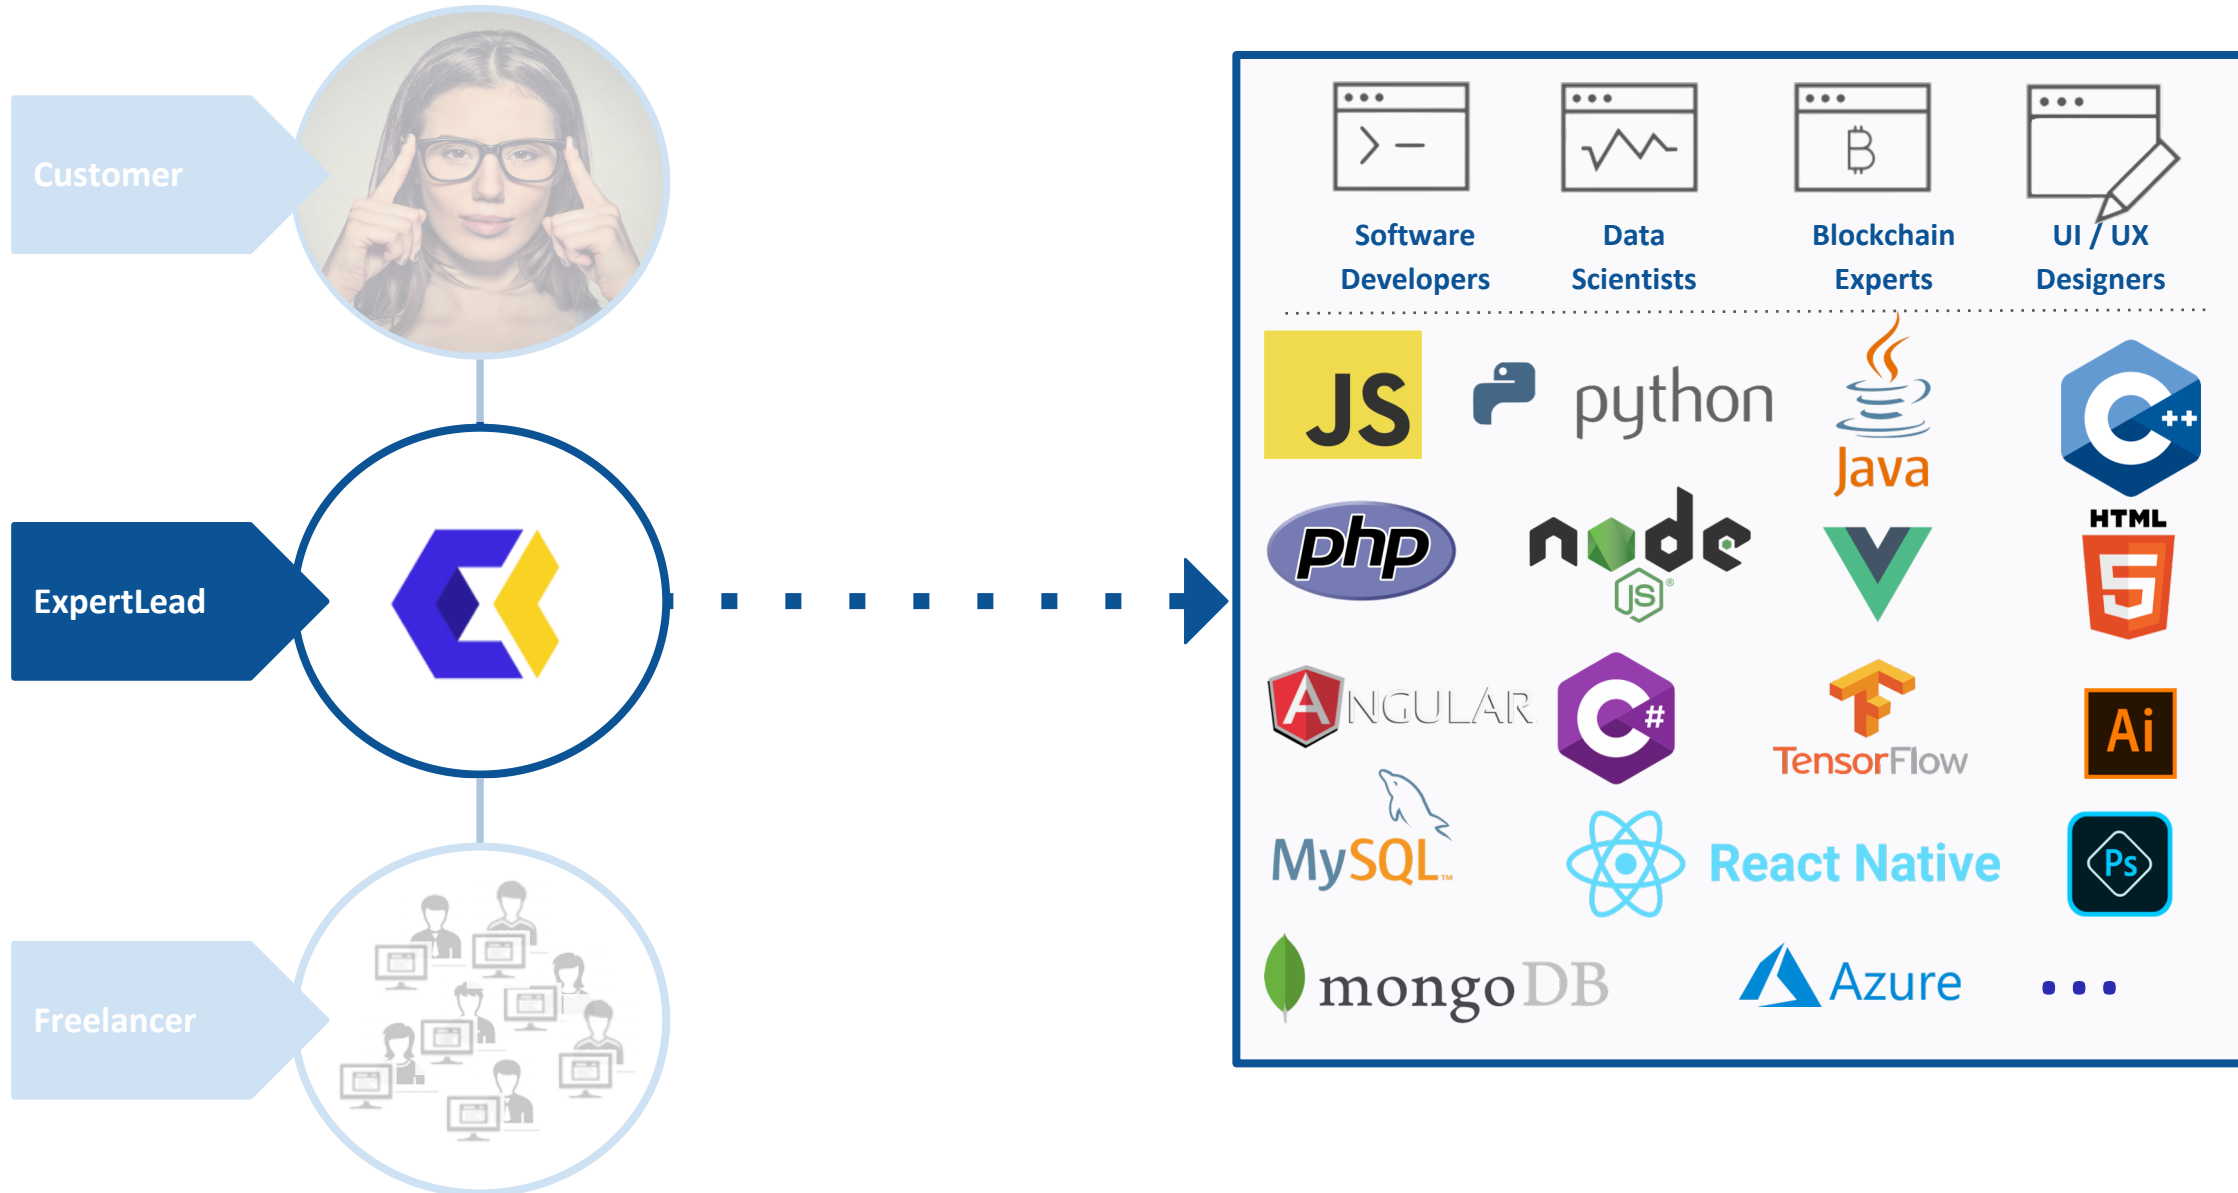 Customer
ExpertLead
Freelancer
Software
Developers
Data
Scientists
Blockchain
Experts
UI / UX
Designers
JS
python
Java
C++
php
node
JS
HTML
5
ANGULAR
C#
TensorFlow
Ai
MySQL™
React Native
Ps
mongoDB
Azure
...